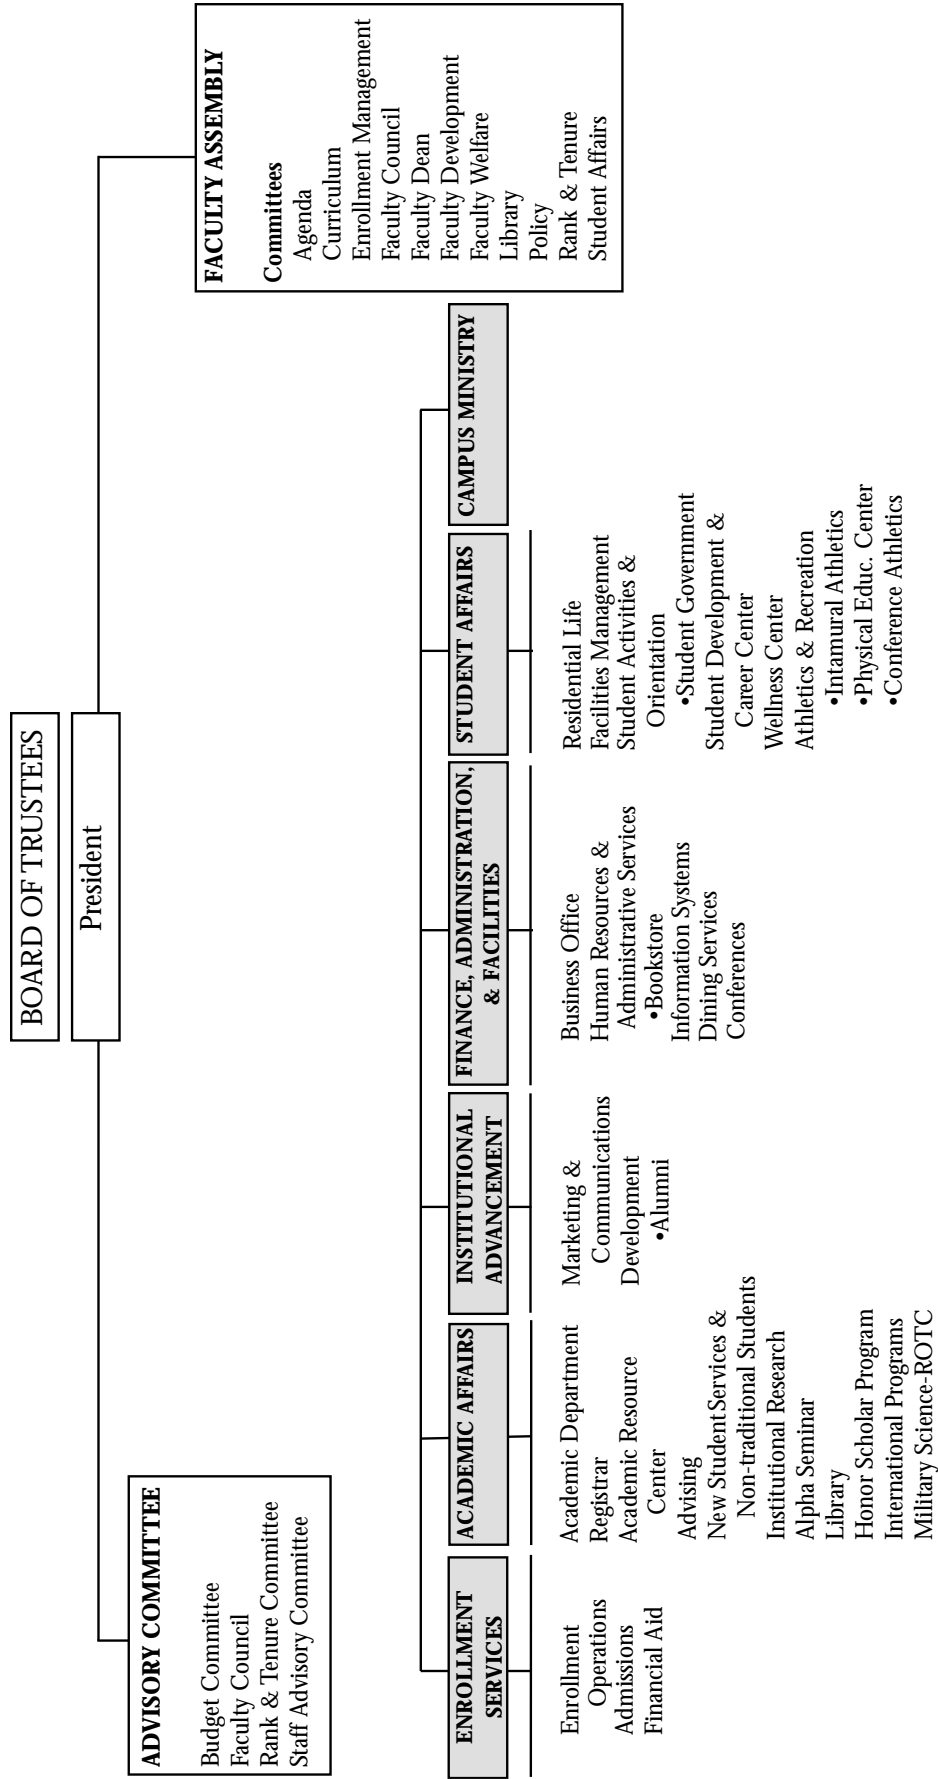 BOARD OF TRUSTEES
President
ADVISORY COMMITTEE
Budget Committee
Faculty Council
Rank & Tenure Committee
Staff Advisory Committee
FACULTY ASSEMBLY
Committees
Agenda
Curriculum
Enrollment Management
Faculty Council
Faculty Dean
Faculty Development
Faculty Welfare
Library
Policy
Rank & Tenure
Student Affairs
ENROLLMENT
SERVICES
Enrollment
Operations
Admissions
Financial Aid
ACADEMIC AFFAIRS
Academic Department
Registrar
Academic Resource
Center
Advising
New StudentServices &
Non-traditional Students
Institutional Research
Alpha Seminar
Library
Honor Scholar Program
International Programs
Military Science-ROTC
INSTITUTIONAL
ADVANCEMENT
Marketing &
Communications
Development
•Alumni
FINANCE, ADMINISTRATION,
& FACILITIES
Business Office
Human Resources &
Administrative Services
•Bookstore
Information Systems
Dining Services
Conferences
STUDENT AFFAIRS
Residential Life
Facilities Management
Student Activities &
Orientation
•Student Government
Student Development &
Career Center
Wellness Center
Athletics & Recreation
•Intamural Athletics
•Physical Educ. Center
•Conference Athletics
CAMPUS MINISTRY